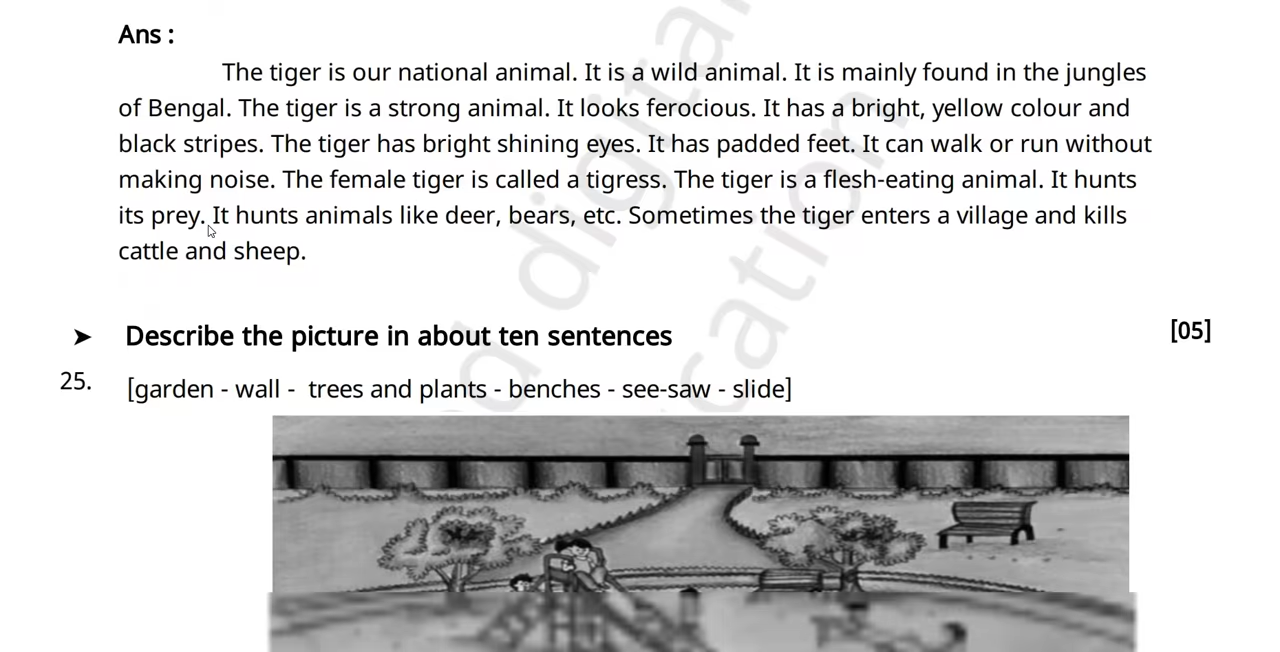 Ans :
The tiger is our national animal. It is a wild animal. It is mainly found in the jungles
of Bengal. The tiger is a strong animal. It looks ferocious. It has a bright, yellow colour and
black stripes. The tiger has bright shining eyes. It has padded feet. It can walk or run without
making noise. The female tiger is called a tigress. The tiger is a flesh-eating animal. It hunts
its prey. It hunts animals like deer, bears, etc. Sometimes the tiger enters a village and kills
cattle and sheep.
➤ Describe the picture in about ten sentences [05]
25. [garden - wall - trees and plants - benches - see-saw - slide]